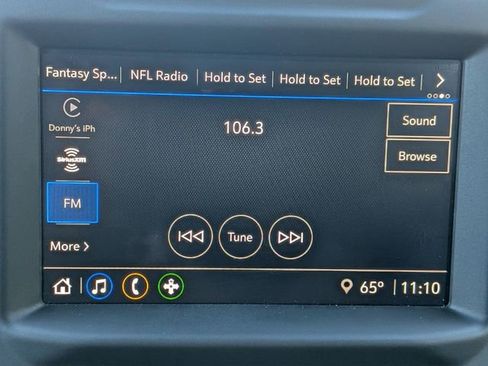 Fantasy Sp... NFL Radio Hold to Set Hold to Set Hold to Set
Donny's iPh
106.3
Sound
SiriusXM
Browse
FM
Tune
More
65° 11:10